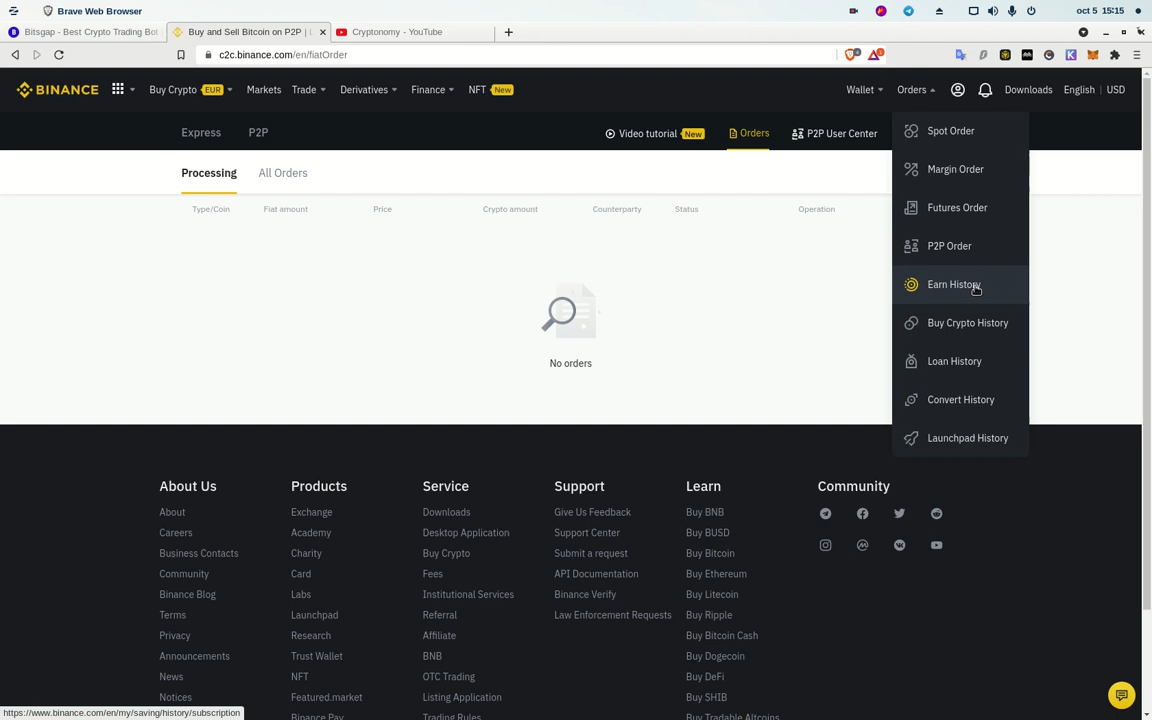 Brave Web Browser
oct 5 15:15
Bitsgap - Best Crypto Trading Bot
Buy and Sell Bitcoin on P2P |
Cryptonomy - YouTube
c2c.binance.com/en/fiatOrder
BINANCE
Buy Crypto EUR
Markets
Trade
Derivatives
Finance
NFT New
Wallet
Orders
Downloads
English | USD
Express
P2P
Video tutorial New
Orders
P2P User Center
Spot Order
Margin Order
Futures Order
P2P Order
Earn History
Buy Crypto History
Loan History
Convert History
Launchpad History
Processing
All Orders
Type/Coin
Fiat amount
Price
Crypto amount
Counterparty
Status
Operation
No orders
About Us
About
Careers
Business Contacts
Community
Binance Blog
Terms
Privacy
Announcements
News
Notices
Products
Exchange
Academy
Charity
Card
Labs
Launchpad
Research
Trust Wallet
NFT
Featured.market
Binance Pay
Service
Downloads
Desktop Application
Buy Crypto
Fees
Institutional Services
Referral
Affiliate
BNB
OTC Trading
Listing Application
Trading Rules
Support
Give Us Feedback
Support Center
Submit a request
API Documentation
Binance Verify
Law Enforcement Requests
Learn
Buy BNB
Buy BUSD
Buy Bitcoin
Buy Ethereum
Buy Litecoin
Buy Ripple
Buy Bitcoin Cash
Buy Dogecoin
Buy DeFi
Buy SHIB
Buy Tradable Altcoins
Community
https://www.binance.com/en/my/saving/history/subscription